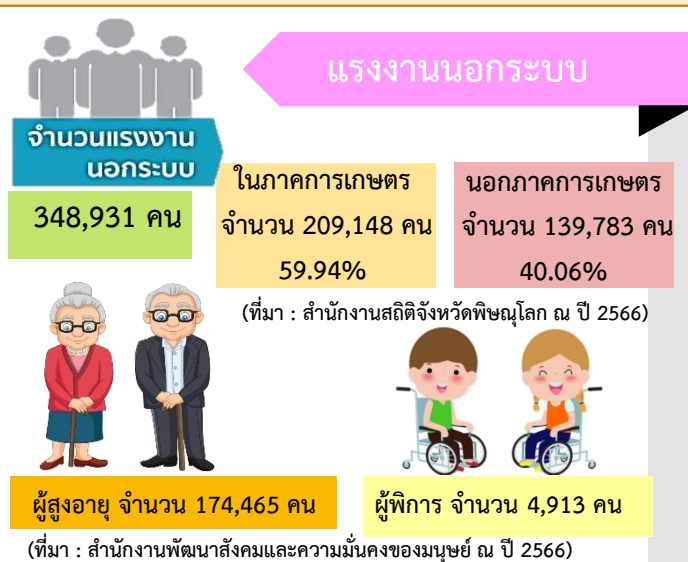 แรงงานนอกระบบ
จำนวนแรงงาน
นอกระบบ
348,931 คน
ในภาคการเกษตร
จำนวน 209,148 คน
59.94%
นอกภาคการเกษตร
จำนวน 139,783 คน
40.06%
(ที่มา : สำนักงานสถิติจังหวัดพิษณุโลก ณ ปี 2566)
ผู้สูงอายุ จำนวน 174,465 คน
ผู้พิการ จำนวน 4,913 คน
(ที่มา : สำนักงานพัฒนาสังคมและความมั่นคงของมนุษย์ ณ ปี 2566)